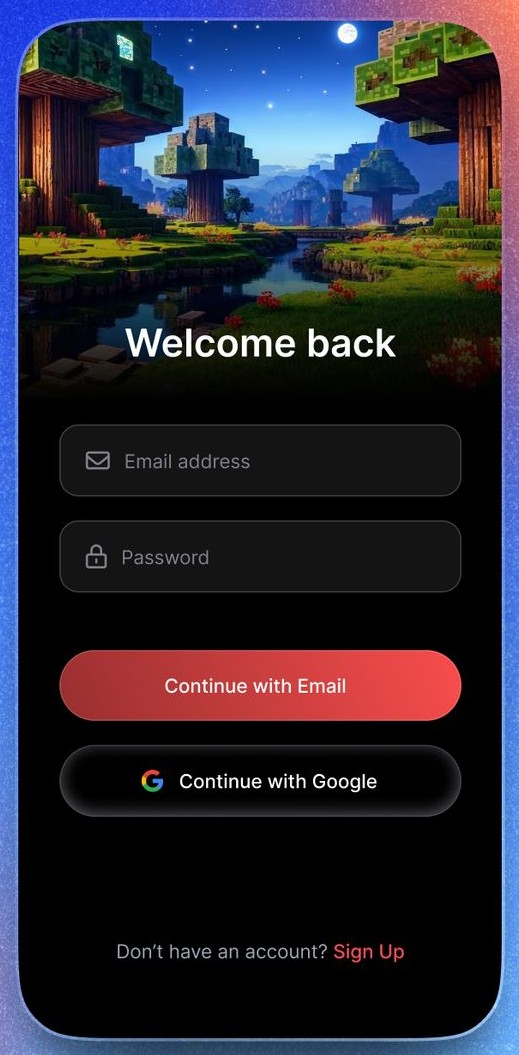 Welcome back
Email address
Password
Continue with Email
Continue with Google
Don’t have an account? Sign Up